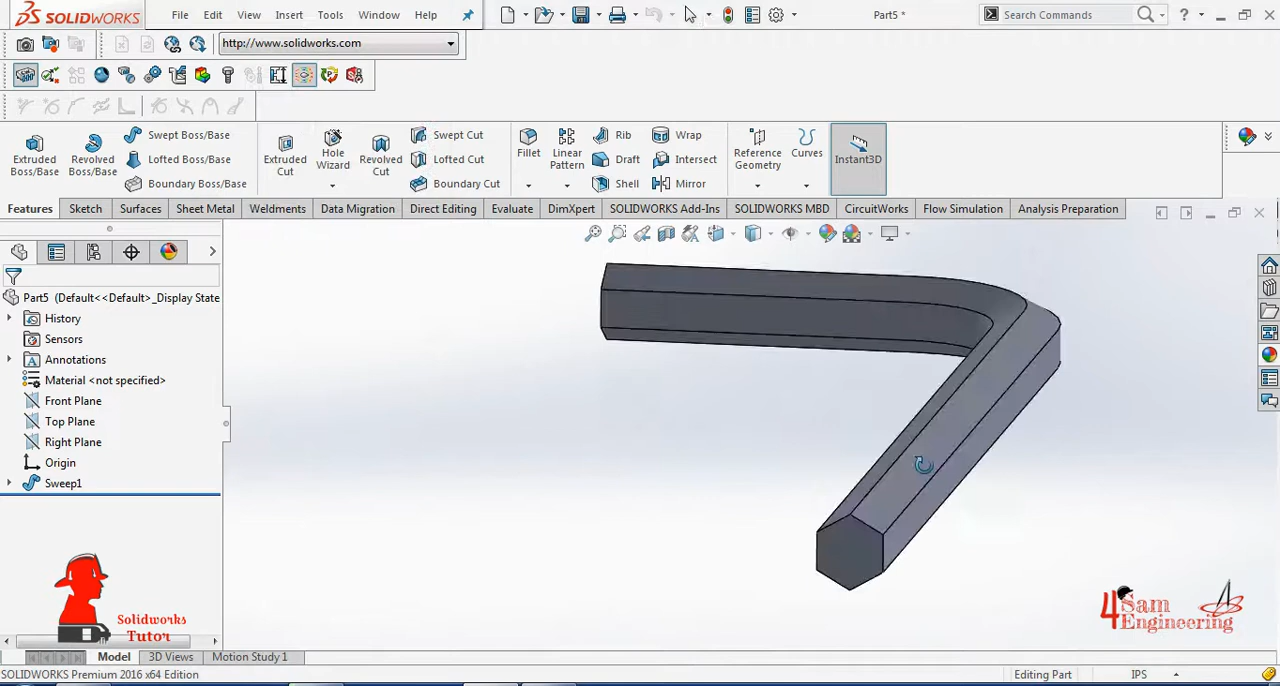 SOLIDWORKS
File Edit View Insert Tools Window Help
Part5 *
Search Commands
?
http://www.solidworks.com
Extruded Boss/Base
Revolved Boss/Base
Swept Boss/Base
Lofted Boss/Base
Boundary Boss/Base
Extruded Cut
Hole Wizard
Revolved Cut
Swept Cut
Lofted Cut
Boundary Cut
Fillet
Linear Pattern
Rib
Draft
Shell
Wrap
Intersect
Mirror
Reference Geometry
Curves
Instant3D
Features Sketch Surfaces Sheet Metal Weldments Data Migration Direct Editing Evaluate DimXpert SOLIDWORKS Add-Ins SOLIDWORKS MBD CircuitWorks Flow Simulation Analysis Preparation
Part5 (Default<<Default>_Display State
History
Sensors
Annotations
Material <not specified>
Front Plane
Top Plane
Right Plane
Origin
Sweep1
Solidworks
Tutor
4Sam
Engineering
Model 3D Views Motion Study 1
SOLIDWORKS Premium 2016 x64 Edition
Editing Part
IPS